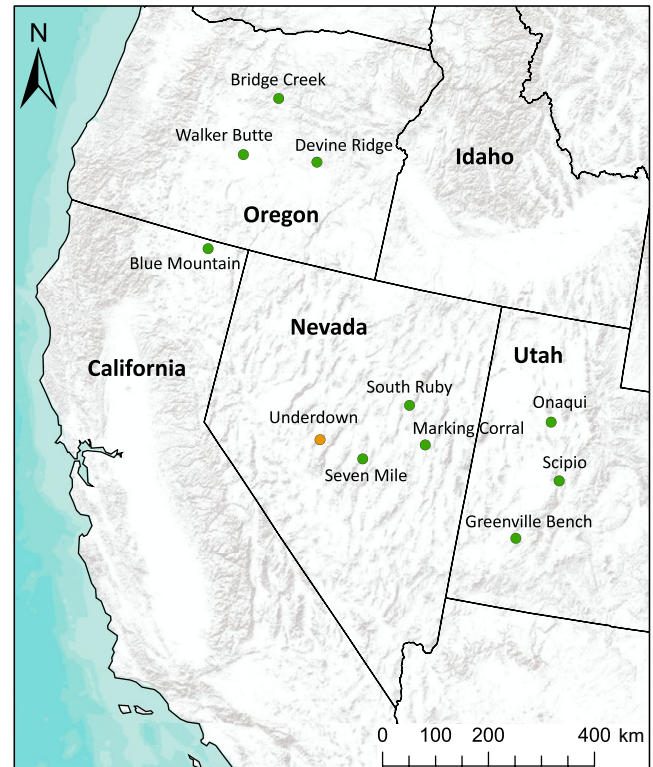 N
Bridge Creek
Walker Butte
Devine Ridge
Idaho
Oregon
Blue Mountain
Nevada
Utah
California
South Ruby
Onaqui
Underdown
Marking Corral
Scipio
Seven Mile
Greenville Bench
0 100 200 400 km